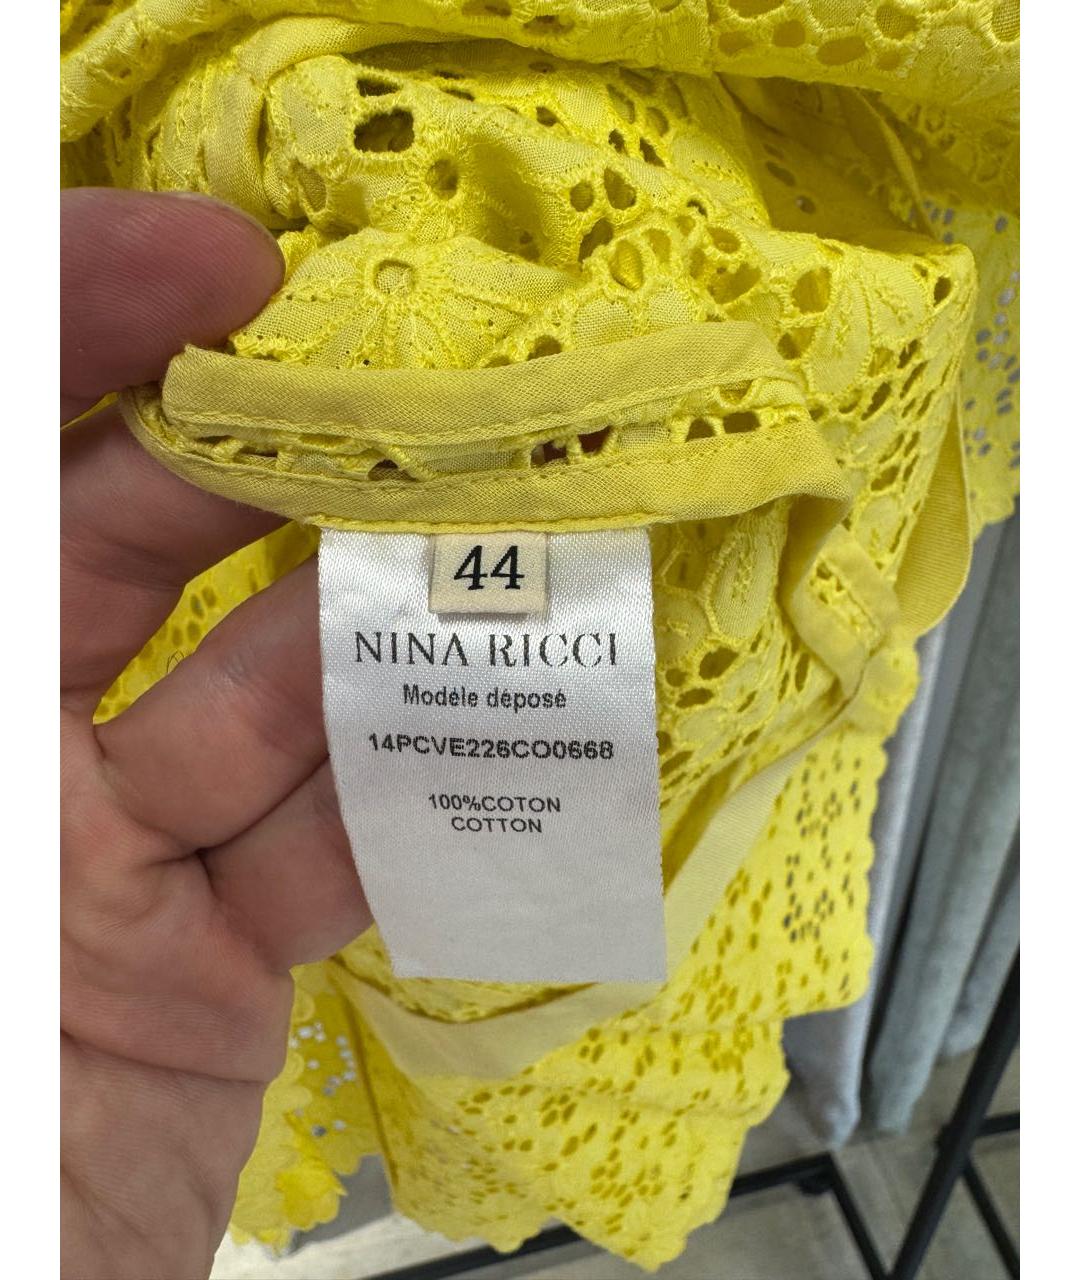 44
NINA RICCI
Modèle déposé
14PCVE226CO0668
100%COTON
COTTON